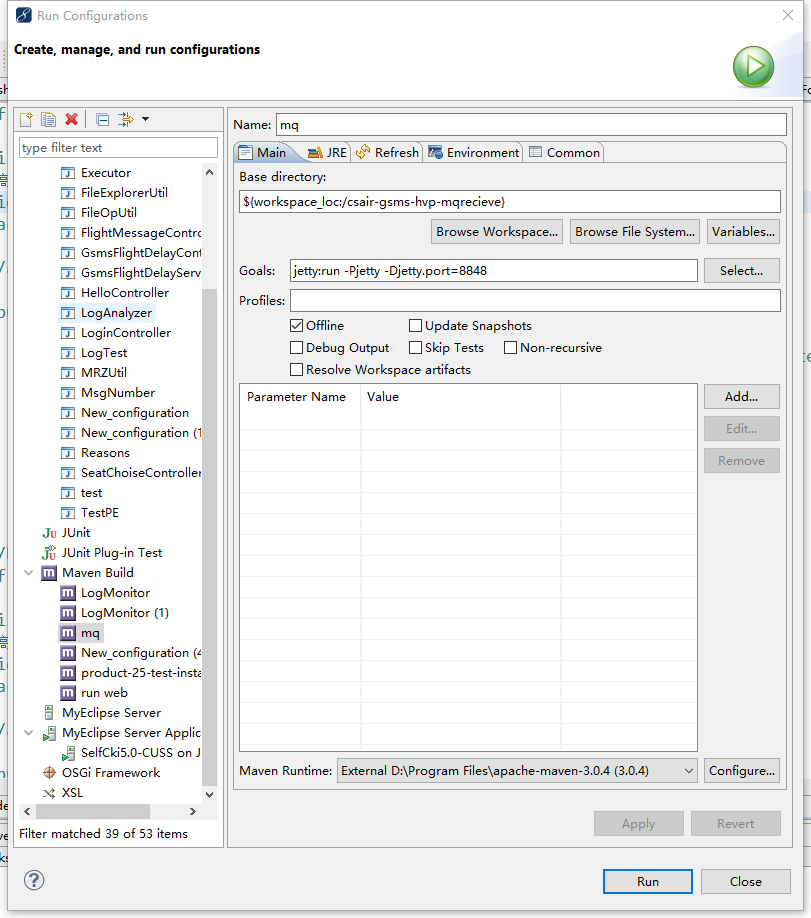 Run Configurations
Create, manage, and run configurations
type filter text
Executor
FileExplorerUtil
FileOpUtil
FlightMessageContro
GsmsFlightDelayCont
GsmsFlightDelayServ
HelloController
LogAnalyzer
LoginController
LogTest
MRZUtil
MsgNumber
New_configuration
New_configuration (1
Reasons
SeatChoiseController
test
TestPE
JUnit
JUnit Plug-in Test
Maven Build
LogMonitor
LogMonitor (1)
mq
New_configuration (4
product-25-test-insta
run web
MyEclipse Server
MyEclipse Server Applic
SelfCki5.0-CUSS on J
OSGi Framework
XSL
Filter matched 39 of 53 items
Name: mq
Main JRE Refresh Environment Common
Base directory:
${workspace_loc:/csair-gsms-hvp-mqrecieve}
Browse Workspace... Browse File System... Variables...
Goals: jetty:run -Pjetty -Djetty.port=8848 Select...
Profiles:
Offline Update Snapshots
Debug Output Skip Tests Non-recursive
Resolve Workspace artifacts
Parameter Name Value
Add...
Edit...
Remove
Maven Runtime: External D:\Program Files\apache-maven-3.0.4 (3.0.4) Configure...
Apply Revert
Run Close